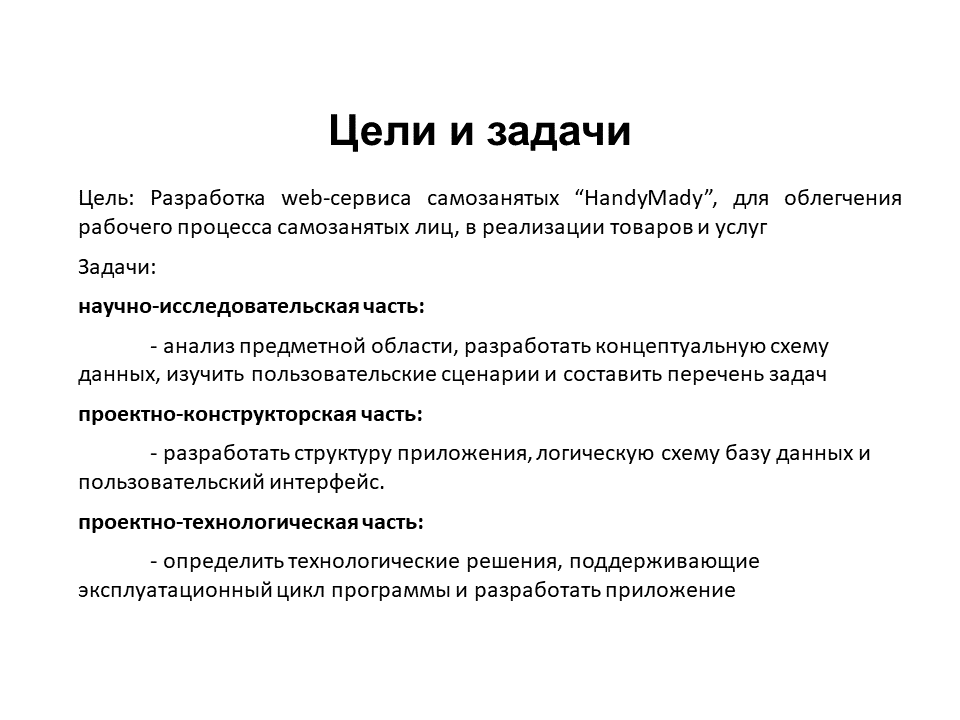 Цели и задачи
Цель: Разработка web-сервиса самозанятых “HandyMady”, для облегчения
рабочего процесса самозанятых лиц, в реализации товаров и услуг
Задачи:
научно-исследовательская часть:
- анализ предметной области, разработать концептуальную схему
данных, изучить пользовательские сценарии и составить перечень задач
проектно-конструкторская часть:
- разработать структуру приложения, логическую схему базу данных и
пользовательский интерфейс.
проектно-технологическая часть:
- определить технологические решения, поддерживающие
эксплуатационный цикл программы и разработать приложение